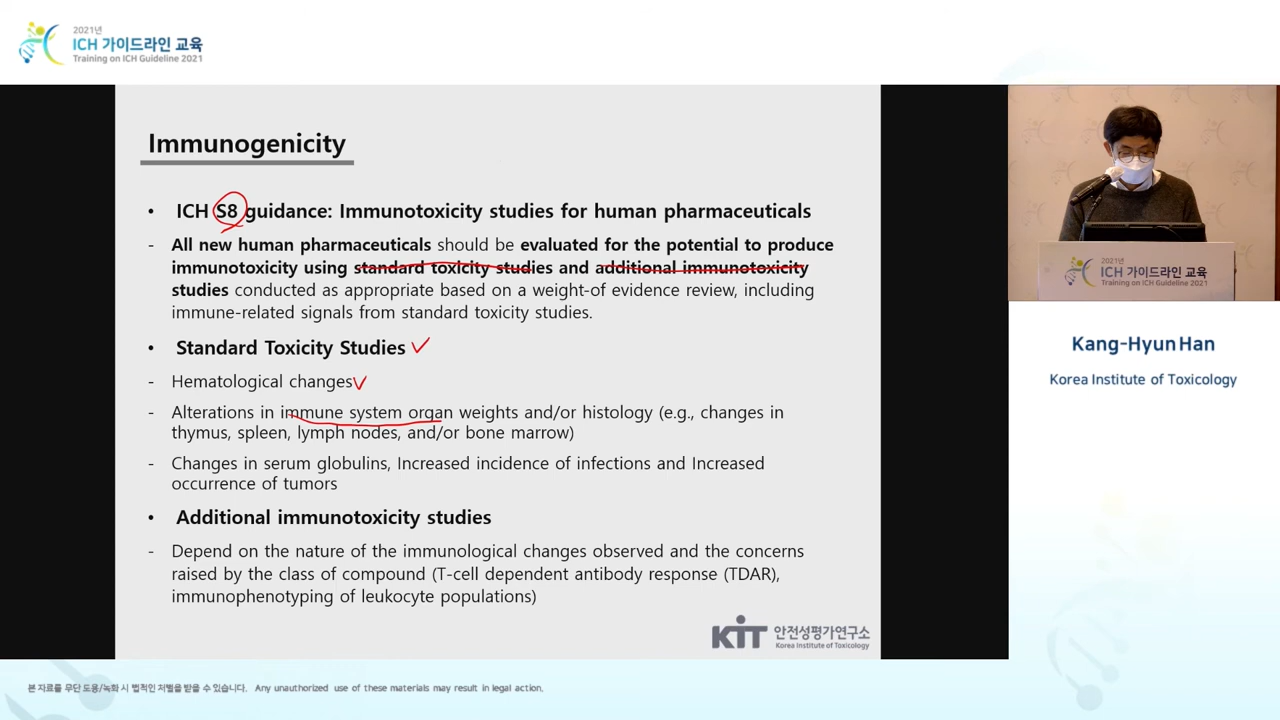 2021년
ICH 가이드라인 교육
Training on ICH Guideline 2021
Immunogenicity
• ICH S8 guidance: Immunotoxicity studies for human pharmaceuticals
- All new human pharmaceuticals should be evaluated for the potential to produce
immunotoxicity using standard toxicity studies and additional immunotoxicity
studies conducted as appropriate based on a weight-of evidence review, including
immune-related signals from standard toxicity studies.
• Standard Toxicity Studies
- Hematological changes
- Alterations in immune system organ weights and/or histology (e.g., changes in
thymus, spleen, lymph nodes, and/or bone marrow)
- Changes in serum globulins, Increased incidence of infections and Increased
occurrence of tumors
• Additional immunotoxicity studies
- Depend on the nature of the immunological changes observed and the concerns
raised by the class of compound (T-cell dependent antibody response (TDAR),
immunophenotyping of leukocyte populations)
KIT 안전성평가연구소
Korea Institute of Toxicology
2021년
ICH 가이드라인 교육
Training on ICH Guideline 2021
Kang-Hyun Han
Korea Institute of Toxicology
본 자료를 무단 도용/녹화 시 법적인 처벌을 받을 수 있습니다. Any unauthorized use of these materials may result in legal action.